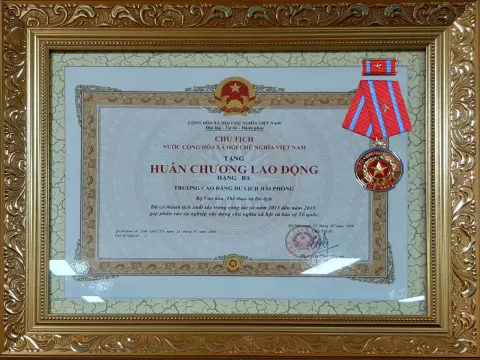 CỘNG HÒA XÃ HỘI CHỦ NGHĨA VIỆT NAM
Độc lập - Tự do - Hạnh phúc
CHỦ TỊCH
NƯỚC CỘNG HÒA XÃ HỘI CHỦ NGHĨA VIỆT NAM
TẶNG
HUÂN CHƯƠNG LAO ĐỘNG
HẠNG BA
TRƯỜNG CAO ĐẲNG DU LỊCH HẢI PHÒNG
Bộ Văn hóa, Thể thao và Du lịch
Đã có thành tích xuất sắc trong công tác từ năm 2015 đến năm 2019,
góp phần vào sự nghiệp xây dựng chủ nghĩa xã hội và bảo vệ Tổ quốc